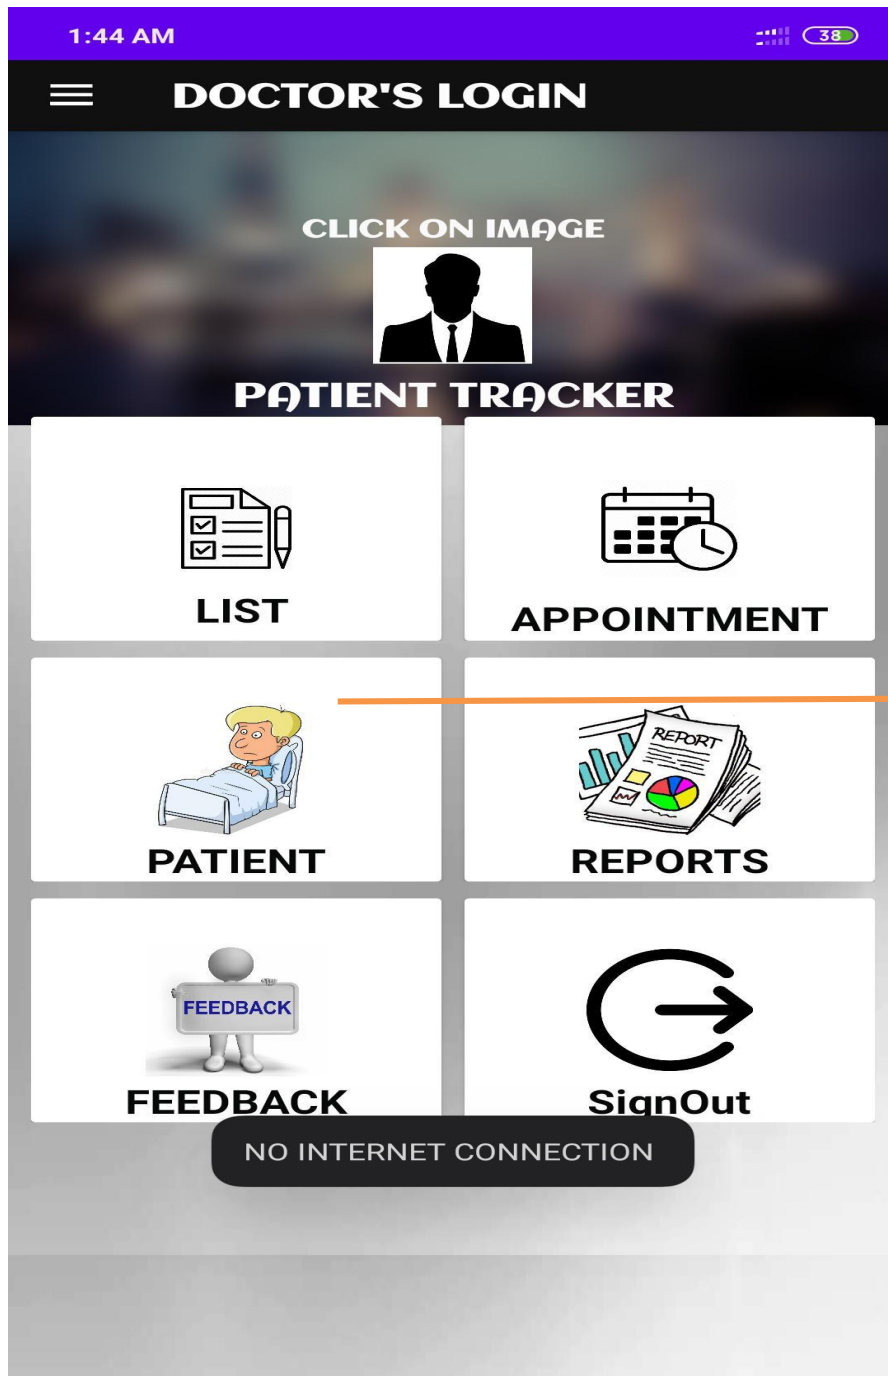 1:44 AM 38
DOCTOR'S LOGIN
CLICK ON IMAGE
PATIENT TRACKER
LIST
APPOINTMENT
REPORT
PATIENT
REPORTS
FEEDBACK
FEEDBACK
SignOut
NO INTERNET CONNECTION